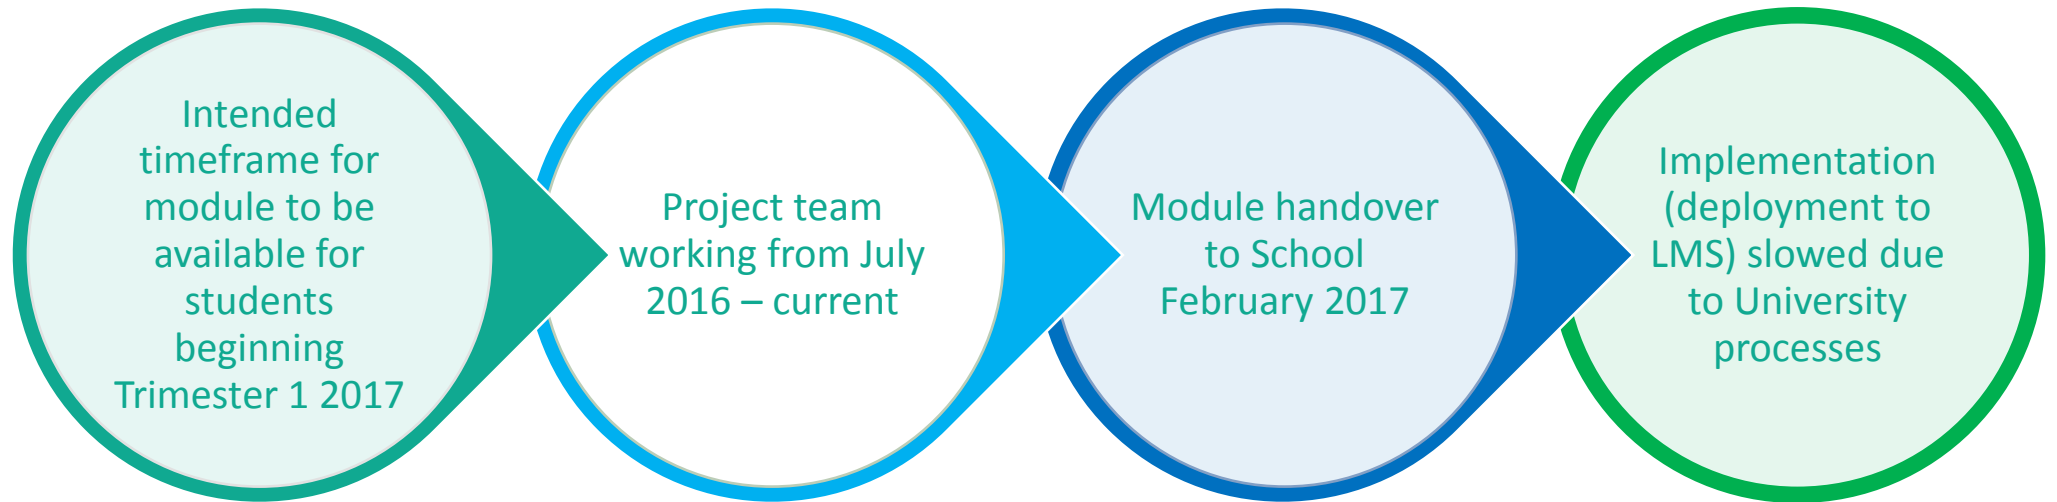 Intended
timeframe for
module to be
available for
students
beginning
Trimester 1 2017
Project team
working from July
2016 – current
Module handover
to School
February 2017
Implementation
(deployment to
LMS) slowed due
to University
processes